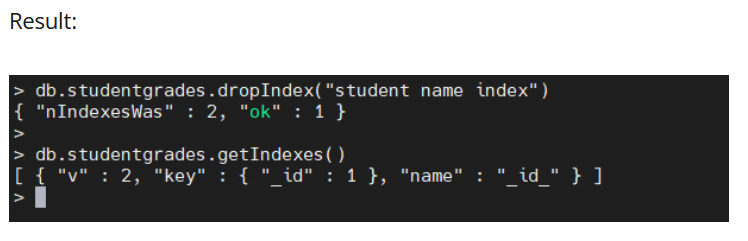 Result:
> db.studentgrades.dropIndex("student name index")
{ "nIndexesWas" : 2, "ok" : 1 }
>
> db.studentgrades.getIndexes()
[ { "v" : 2, "key" : { "_id" : 1 }, "name" : "_id_" } ]
>